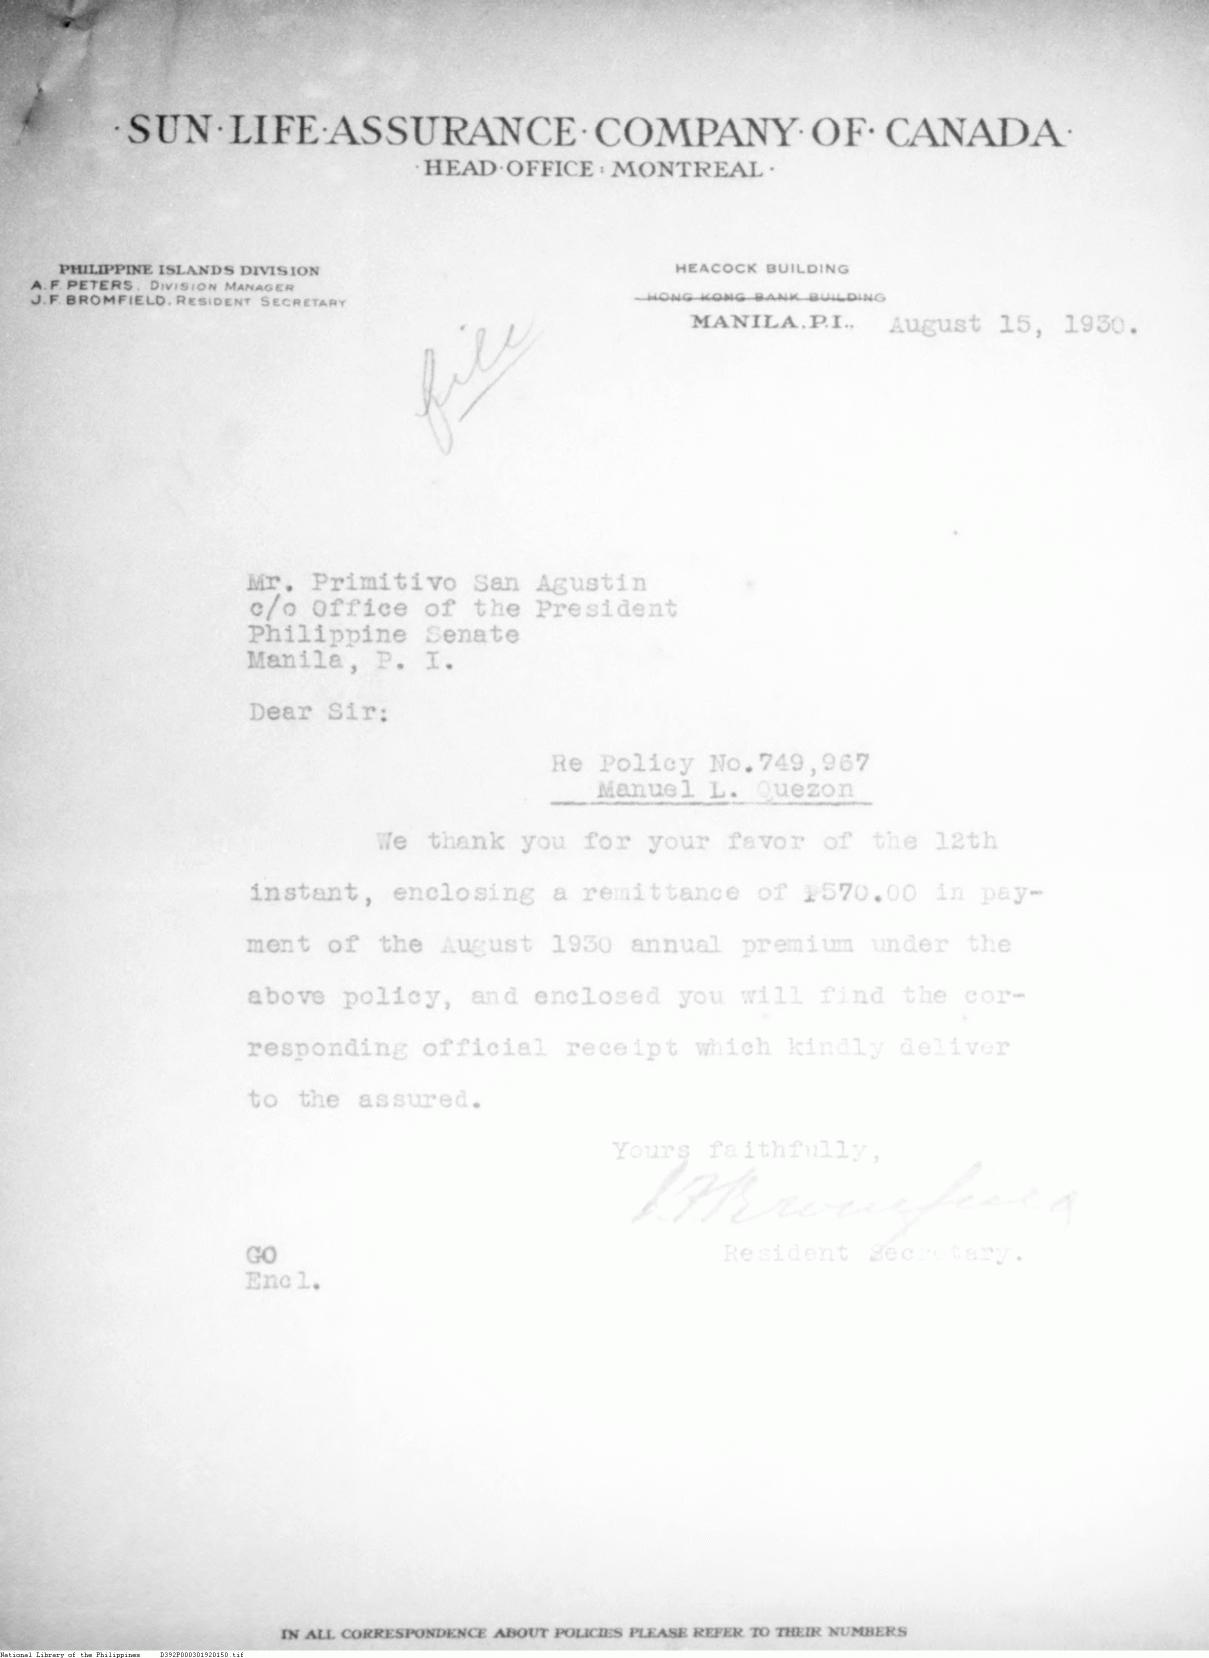 ·SUN·LIFE·ASSURANCE·COMPANY·OF·CANADA·
·HEAD·OFFICE:MONTREAL·
PHILIPPINE ISLANDS DIVISION
A.F. PETERS, DIVISION MANAGER
J.F. BROMFIELD, RESIDENT SECRETARY
HEACOCK BUILDING
HONG KONG BANK BUILDING
MANILA, P.I., August 15, 1930.
file
Mr. Primitivo San Agustin
c/o Office of the President
Philippine Senate
Manila, P. I.
Dear Sir:
Re Policy No.749,967
Manuel L. Quezon
We thank you for your favor of the 12th
instant, enclosing a remittance of ₱570.00 in pay-
ment of the August 1930 annual premium under the
above policy, and enclosed you will find the cor-
responding official receipt which kindly deliver
to the assured.
Yours faithfully,
J.F. Bromfield
Resident Secretary.
GO
Encl.
IN ALL CORRESPONDENCE ABOUT POLICIES PLEASE REFER TO THEIR NUMBERS
National Library of the Philippines D392P000301920150.tif